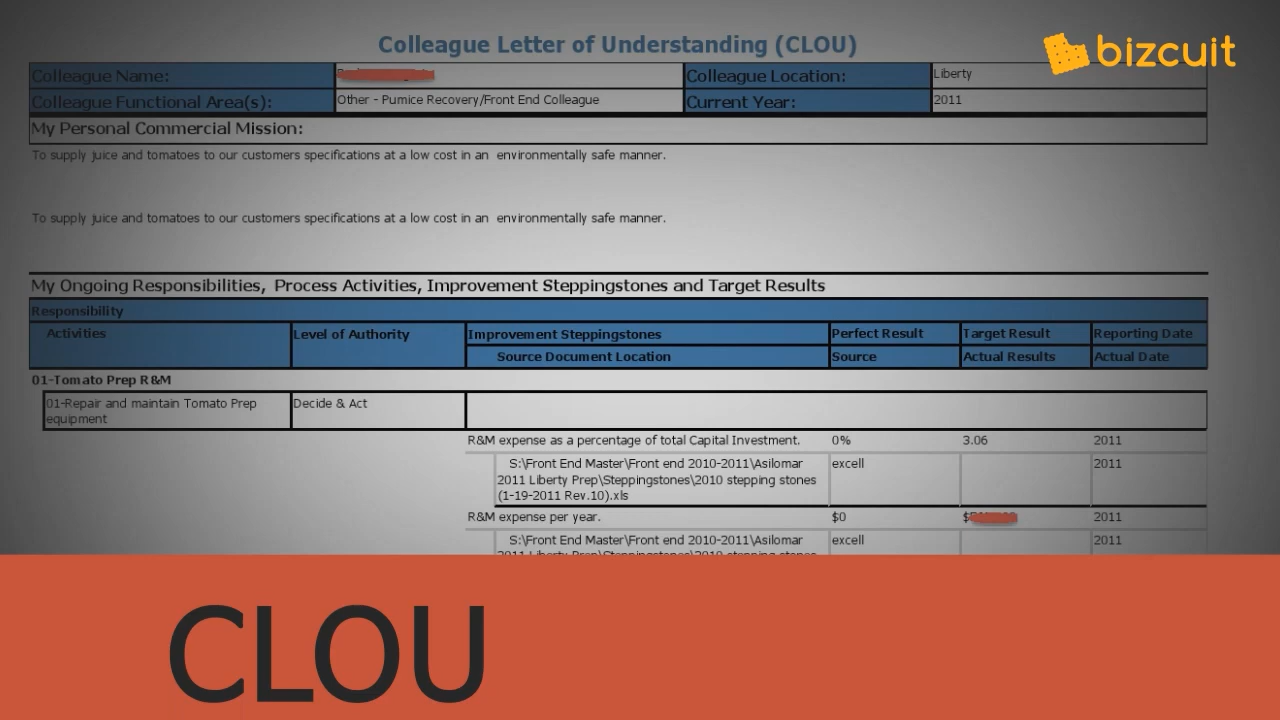 Colleague Letter of Understanding (CLOU)
bizcuit
Colleague Name: Colleague Location: Liberty
Colleague Functional Area(s): Other - Pumice Recovery/Front End Colleague Current Year: 2011
My Personal Commercial Mission:
To supply juice and tomatoes to our customers specifications at a low cost in an environmentally safe manner.
To supply juice and tomatoes to our customers specifications at a low cost in an environmentally safe manner.
My Ongoing Responsibilities, Process Activities, Improvement Steppingstones and Target Results
Responsibility
Activities Level of Authority Improvement Steppingstones Perfect Result Target Result Reporting Date
Source Document Location Source Actual Results Actual Date
01-Tomato Prep R&M
01-Repair and maintain Tomato Prep Decide & Act
equipment
R&M expense as a percentage of total Capital Investment. 0% 3.06 2011
S:\Front End Master\Front end 2010-2011\Asilomar excell 2011
2011 Liberty Prep\Steppingstones\2010 stepping stones
(1-19-2011 Rev.10).xls
R&M expense per year. $0 $ 2011
S:\Front End Master\Front end 2010-2011\Asilomar excell 2011
2011 Liberty Prep\Steppingstones\2010 stepping stones
CLOU